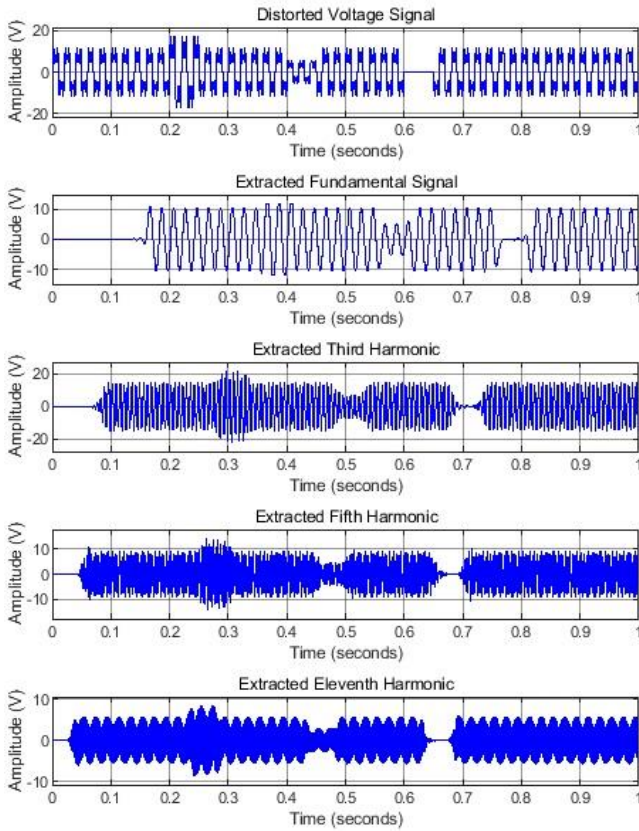 Distorted Voltage Signal
Amplitude (V)
20
0
-20
0 0.1 0.2 0.3 0.4 0.5 0.6 0.7 0.8 0.9 1
Time (seconds)
Extracted Fundamental Signal
Amplitude (V)
10
0
-10
0 0.1 0.2 0.3 0.4 0.5 0.6 0.7 0.8 0.9 1
Time (seconds)
Extracted Third Harmonic
Amplitude (V)
20
0
-20
0 0.1 0.2 0.3 0.4 0.5 0.6 0.7 0.8 0.9 1
Time (seconds)
Extracted Fifth Harmonic
Amplitude (V)
10
0
-10
0 0.1 0.2 0.3 0.4 0.5 0.6 0.7 0.8 0.9 1
Time (seconds)
Extracted Eleventh Harmonic
Amplitude (V)
10
0
-10
0 0.1 0.2 0.3 0.4 0.5 0.6 0.7 0.8 0.9 1
Time (seconds)